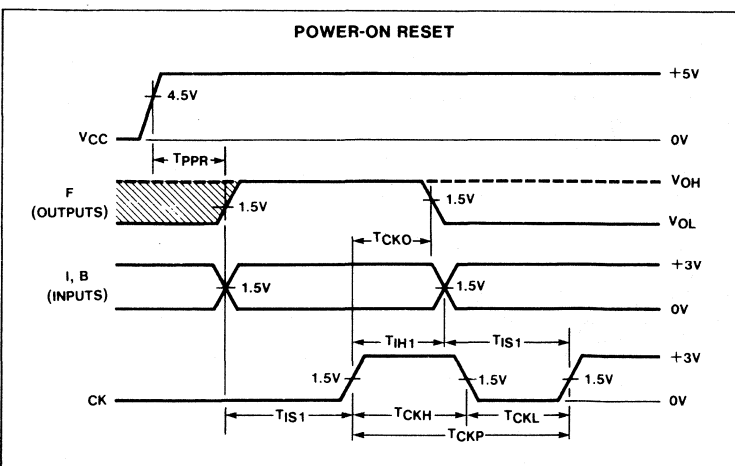 POWER-ON RESET
+5V
4.5V
VCC
0V
TPPR
F
(OUTPUTS)
VOH
1.5V
1.5V
VOL
TCKO
I, B
(INPUTS)
+3V
1.5V
1.5V
0V
TIH1
TIS1
+3V
CK
1.5V
1.5V
1.5V
0V
TIS1
TCKH
TCKL
TCKP